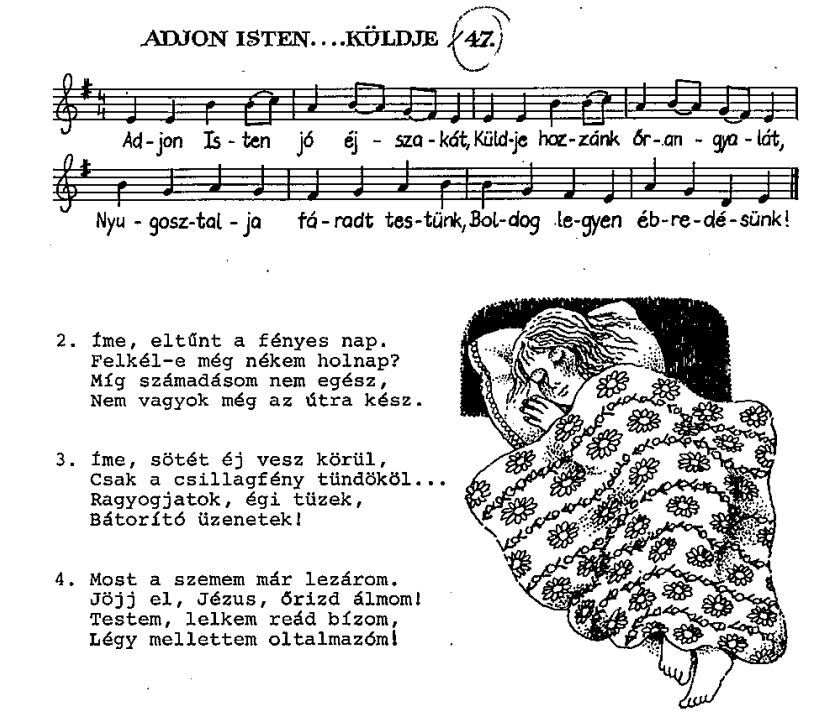 ADJON ISTEN....KÜLDJE 47.
Ad-jon Is-ten jó éj-sza-kát, Küld-je hoz-zánk őr-an-gya-lát,
Nyu-gosz-tal-ja fá-radt tes-tünk, Bol-dog le-gyen éb-re-dé-sünk!
2. Íme, eltűnt a fényes nap.
Felkél-e még nékem holnap?
Míg számadásom nem egész,
Nem vagyok még az útra kész.
3. Íme, sötét éj vesz körül,
Csak a csillagfény tündököl...
Ragyogjatok, égi tüzek,
Bátorító üzenetek!
4. Most a szemem már lezárom.
Jöjj el, Jézus, őrizd álmom!
Testem, lelkem reád bízom,
Légy mellettem oltalmazóm!